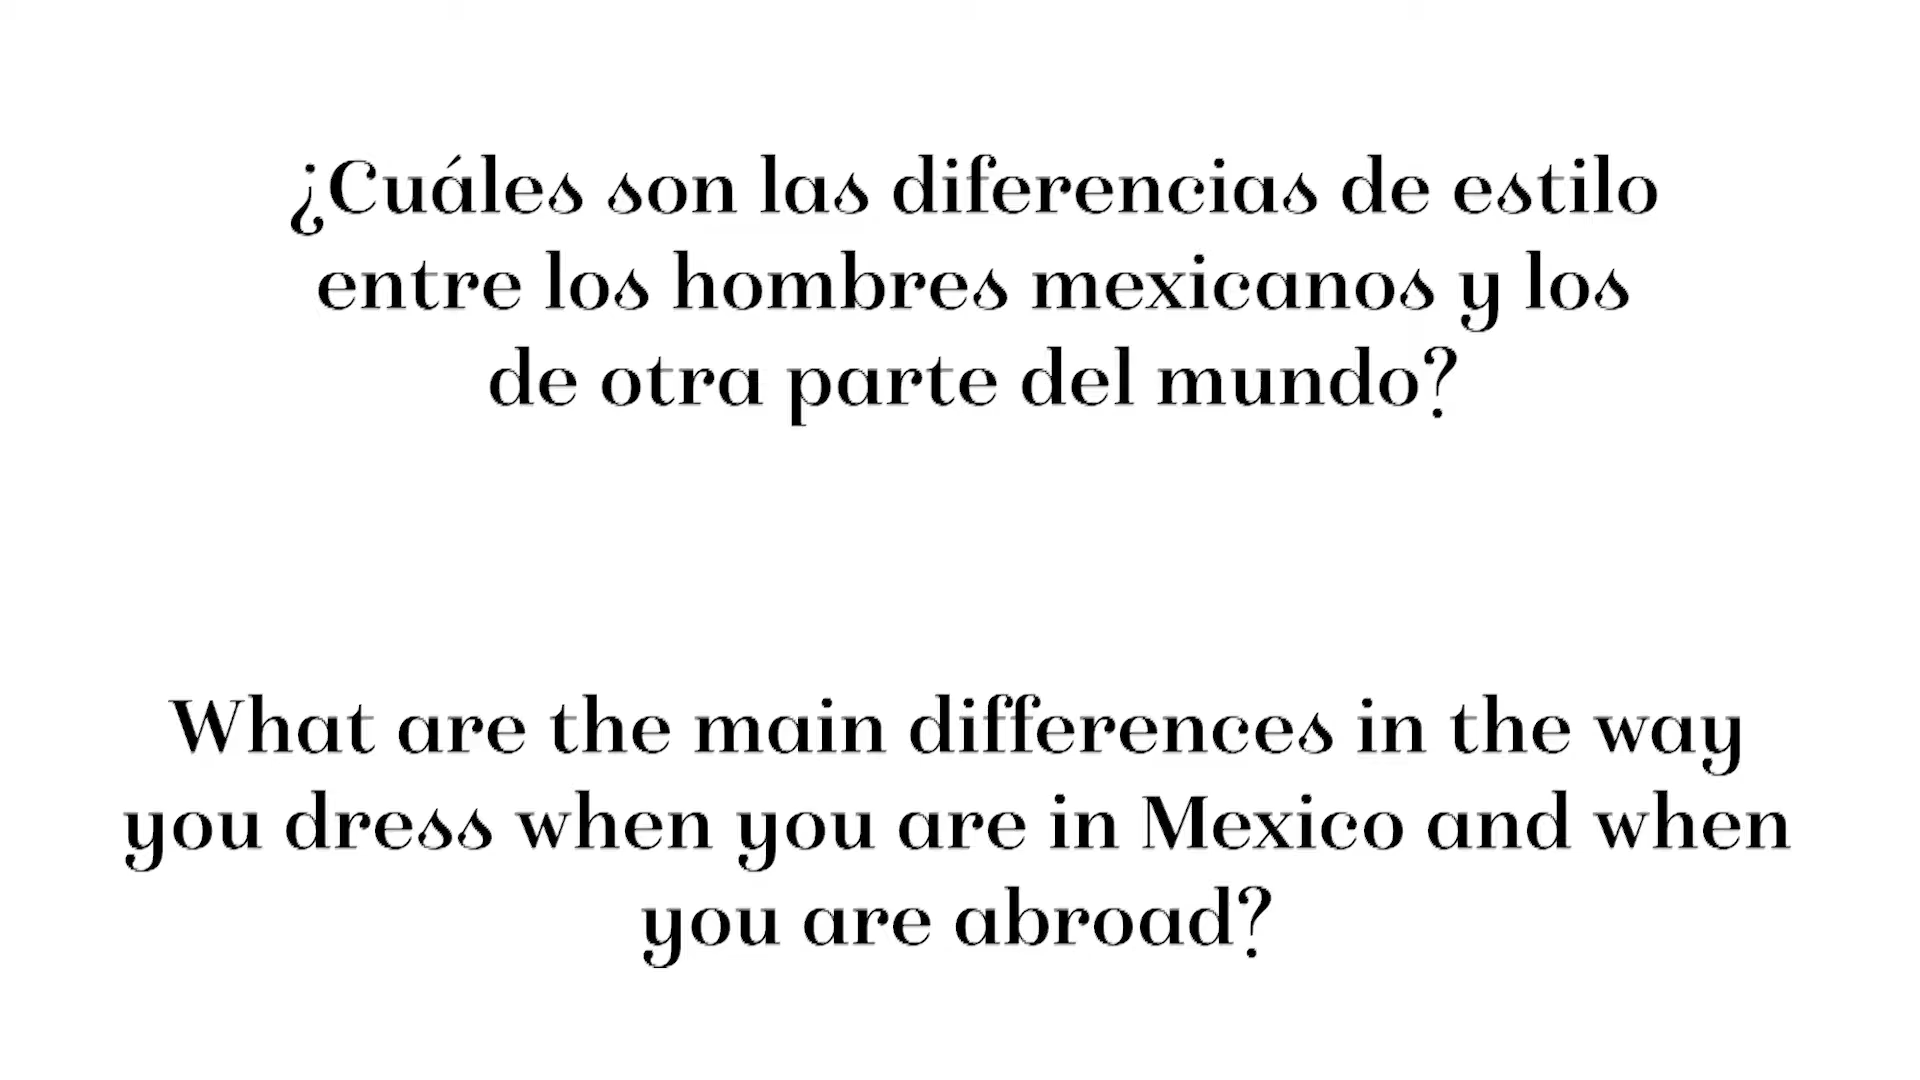 ¿Cuáles son las diferencias de estilo
entre los hombres mexicanos y los
de otra parte del mundo?
What are the main differences in the way
you dress when you are in Mexico and when
you are abroad?